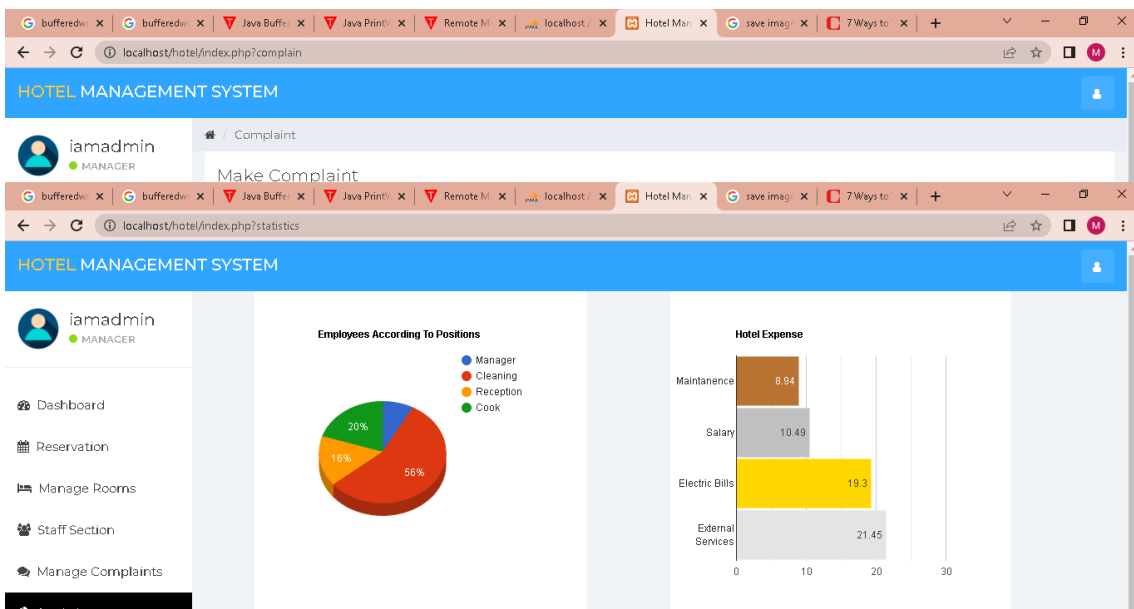 bufferedw bufferedw Java Buffer Java Print Remote M localhost / Hotel Man save image 7 Ways to
localhost/hotel/index.php?complain
M
HOTEL MANAGEMENT SYSTEM
iamadmin
MANAGER
/ Complaint
Make Complaint
bufferedw bufferedw Java Buffer Java Print Remote M localhost / Hotel Man save image 7 Ways to
localhost/hotel/index.php?statistics
M
HOTEL MANAGEMENT SYSTEM
iamadmin
MANAGER
Dashboard
Reservation
Manage Rooms
Staff Section
Manage Complaints
Employees According To Positions
Manager
Cleaning
Reception
Cook
20%
16%
56%
Hotel Expense
Maintanence 8.94
Salary 10.49
Electric Bills 19.3
External
Services 21.45
0 10 20 30